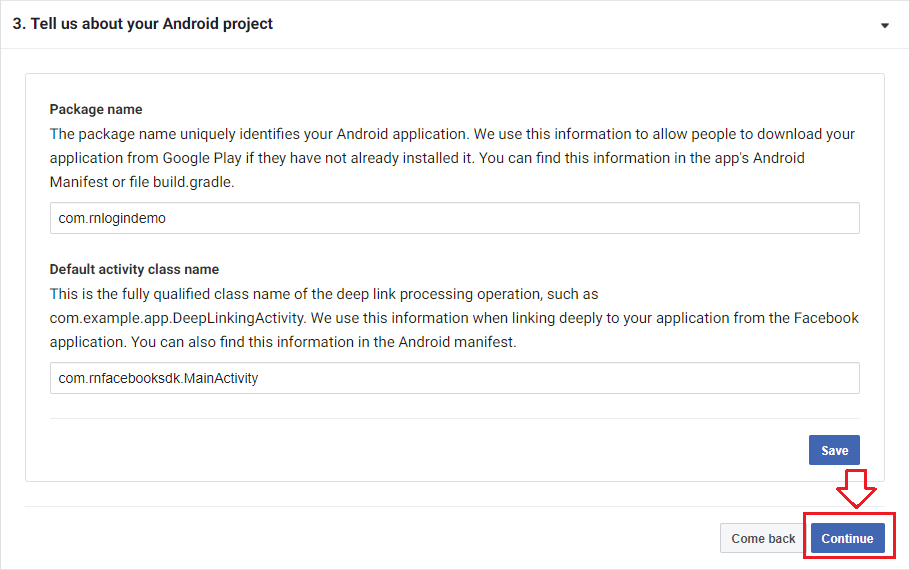 3. Tell us about your Android project
Package name
The package name uniquely identifies your Android application. We use this information to allow people to download your
application from Google Play if they have not already installed it. You can find this information in the app's Android
Manifest or file build.gradle.
com.rnlogindemo
Default activity class name
This is the fully qualified class name of the deep link processing operation, such as
com.example.app.DeepLinkingActivity. We use this information when linking deeply to your application from the Facebook
application. You can also find this information in the Android manifest.
com.rnfacebooksdk.MainActivity
Save
Come back
Continue